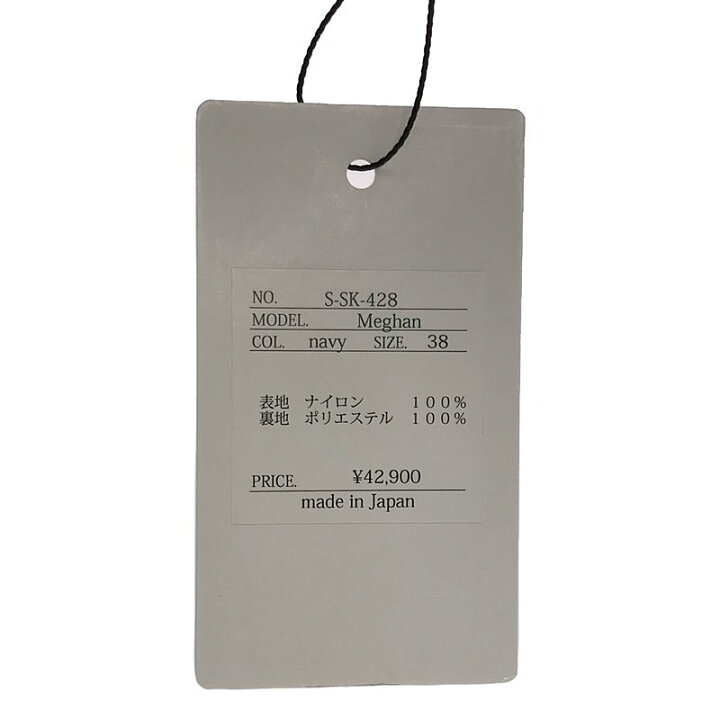 NO. S-SK-428
MODEL. Meghan
COL. navy SIZE. 38
表地 ナイロン １００％
裏地 ポリエステル １００％
PRICE. ¥42,900
made in Japan